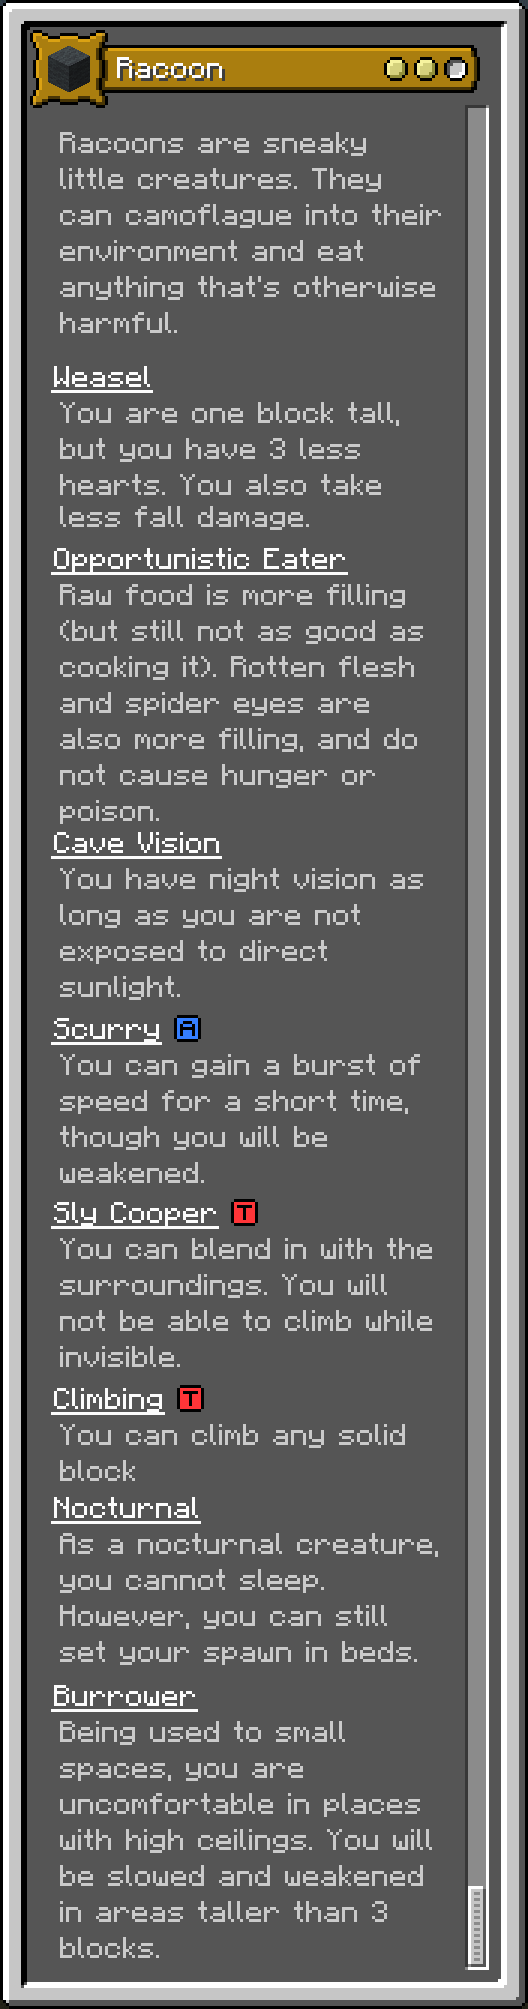 Racoon
Racoons are sneaky
little creatures. They
can camoflague into their
environment and eat
anything that's otherwise
harmful.
Weasel
You are one block tall,
but you have 3 less
hearts. You also take
less fall damage.
Opportunistic Eater
Raw food is more filling
(but still not as good as
cooking it). Rotten flesh
and spider eyes are
also more filling, and do
not cause hunger or
poison.
Cave Vision
You have night vision as
long as you are not
exposed to direct
sunlight.
Scurry A
You can gain a burst of
speed for a short time,
though you will be
weakened.
Sly Cooper T
You can blend in with the
surroundings. You will
not be able to climb while
invisible.
Climbing T
You can climb any solid
block
Nocturnal
As a nocturnal creature,
you cannot sleep.
However, you can still
set your spawn in beds.
Burrower
Being used to small
spaces, you are
uncomfortable in places
with high ceilings. You will
be slowed and weakened
in areas taller than 3
blocks.